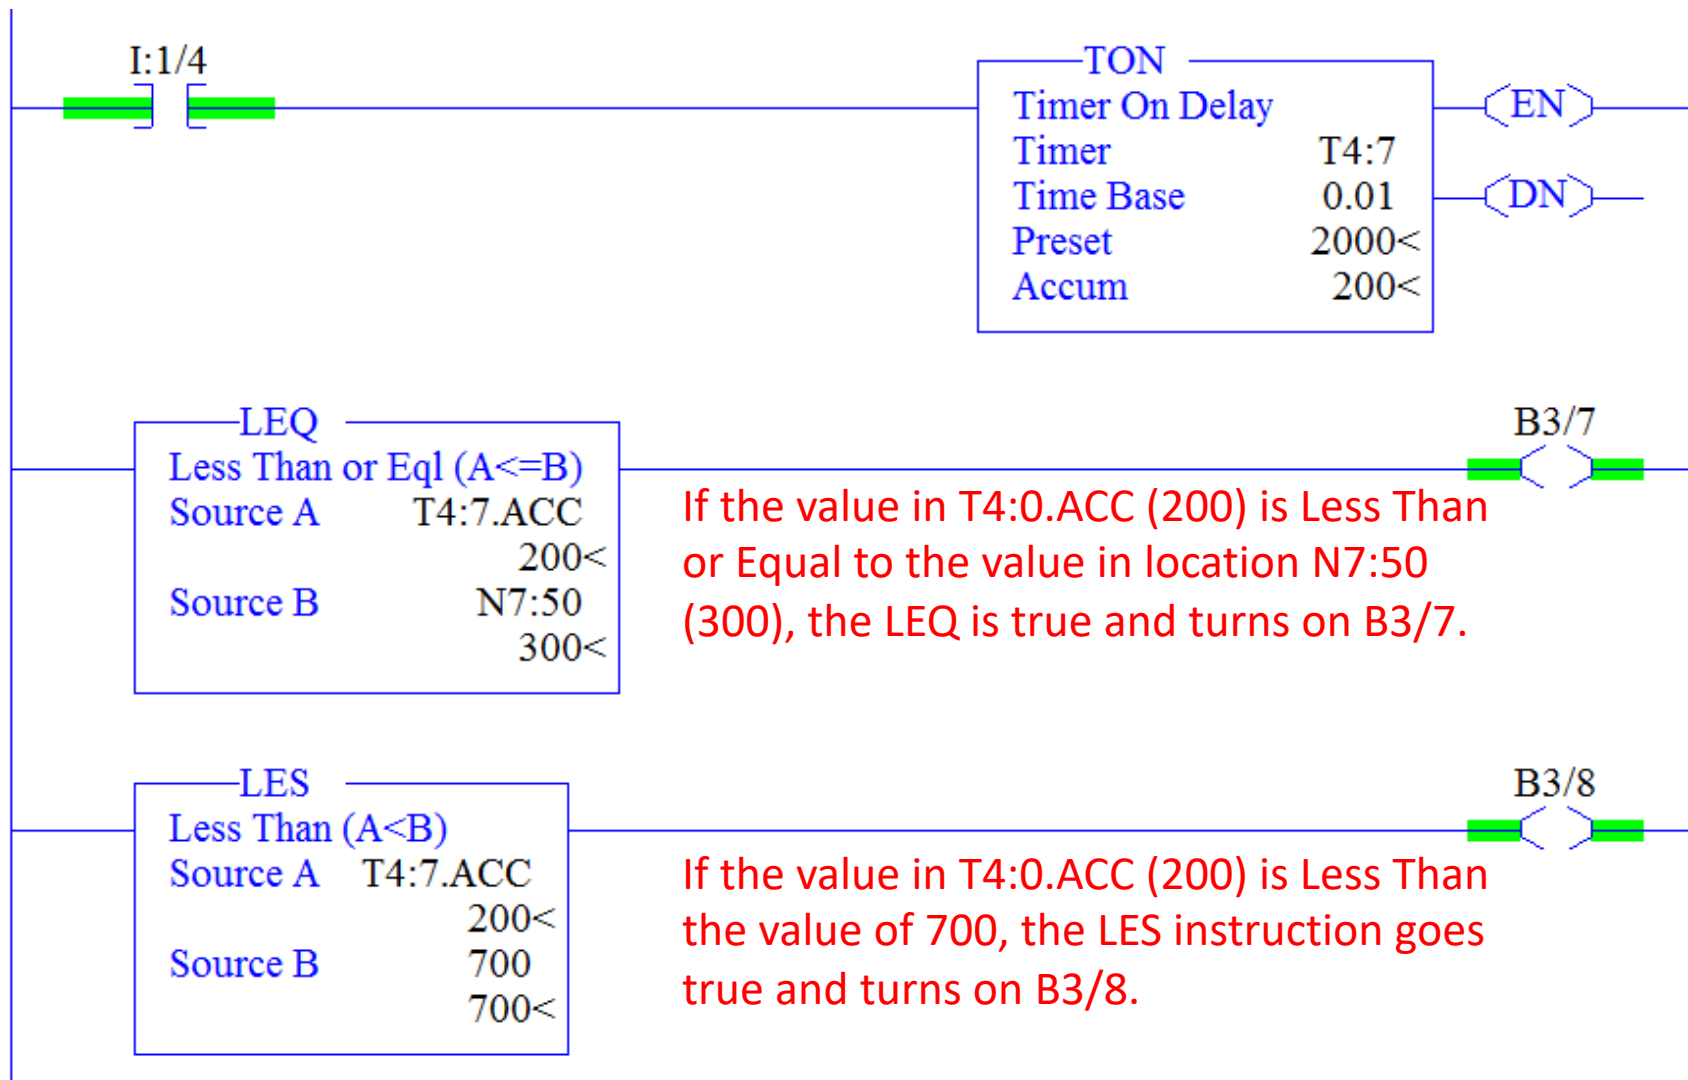 I:1/4
TON
Timer On Delay
Timer T4:7
Time Base 0.01
Preset 2000<
Accum 200<
EN
DN
LEQ
Less Than or Eql (A<=B)
Source A T4:7.ACC
200<
Source B N7:50
300<
B3/7
If the value in T4:0.ACC (200) is Less Than
or Equal to the value in location N7:50
(300), the LEQ is true and turns on B3/7.
LES
Less Than (A<B)
Source A T4:7.ACC
200<
Source B 700
700<
B3/8
If the value in T4:0.ACC (200) is Less Than
the value of 700, the LES instruction goes
true and turns on B3/8.